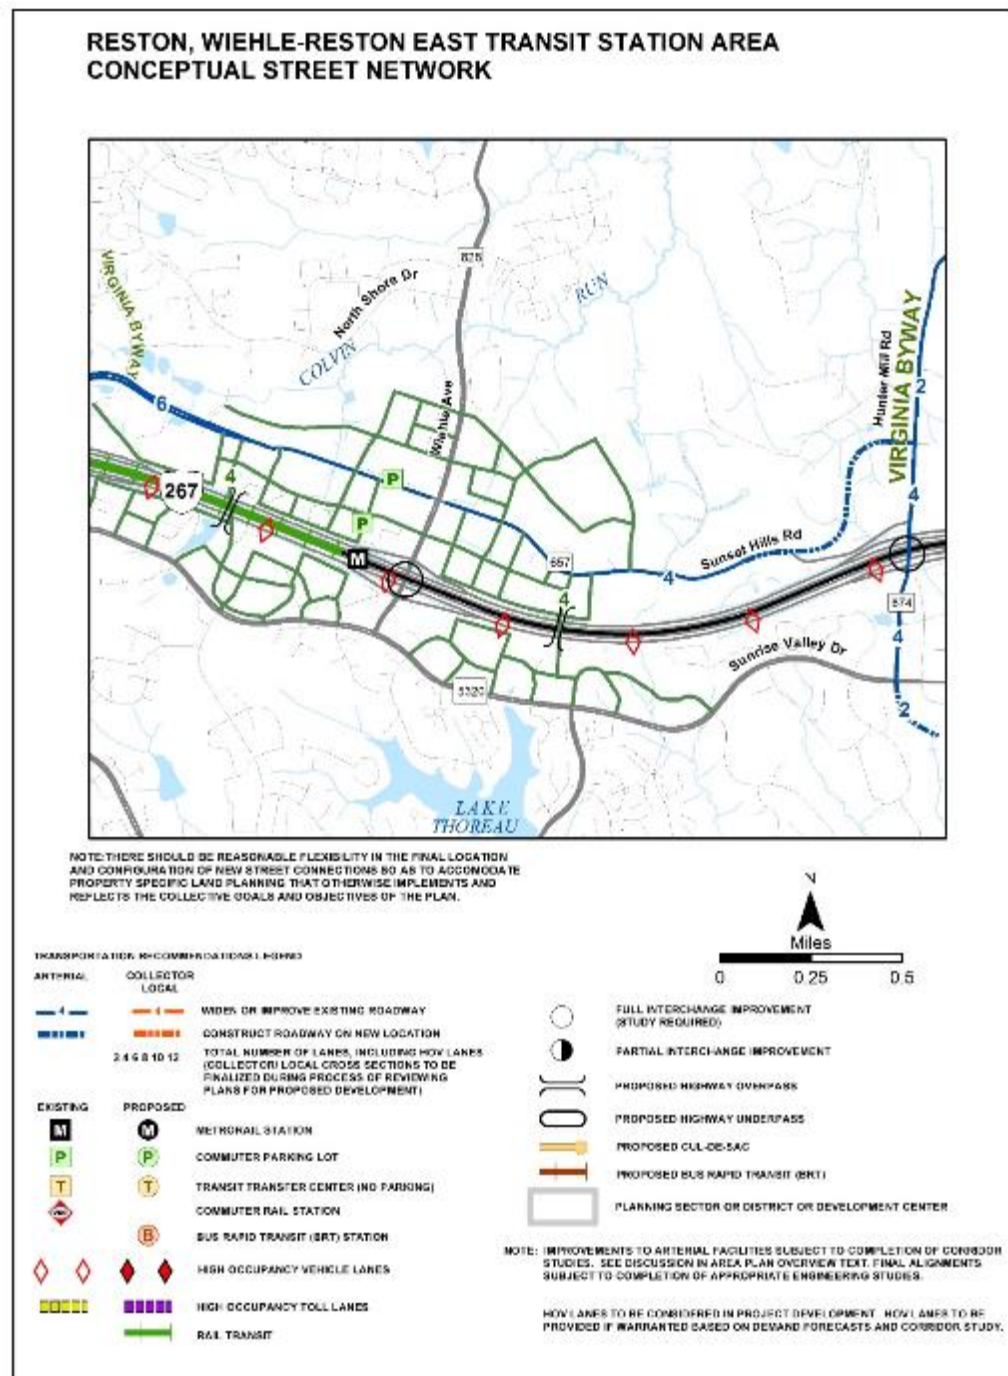 RESTON, WIEHLE-RESTON EAST TRANSIT STATION AREA
CONCEPTUAL STREET NETWORK
VIRGINIA BYWAY
North Shore Dr
COLVIN
RUN
828
Wiehle Ave
Hunter Mill Rd
VIRGINIA BYWAY
2
6
4
267
P
P
M
4
657
4
Sunset Hills Rd
4
674
4
2
Sunrise Valley Dr
5320
LAKE
THOREAU
NOTE: THERE SHOULD BE REASONABLE FLEXIBILITY IN THE FINAL LOCATION
AND CONFIGURATION OF NEW STREET CONNECTIONS SO AS TO ACCOMODATE
PROPERTY SPECIFIC LAND PLANNING THAT OTHERWISE IMPLEMENTS AND
REFLECTS THE COLLECTIVE GOALS AND OBJECTIVES OF THE PLAN.
N
Miles
0 0.25 0.5
TRANSPORTATION RECOMMENDATIONS LEGEND
ARTERIAL COLLECTOR
LOCAL
4 4 WIDEN OR IMPROVE EXISTING ROADWAY
CONSTRUCT ROADWAY ON NEW LOCATION
2 4 6 8 10 12 TOTAL NUMBER OF LANES, INCLUDING HOV LANES
(COLLECTOR/ LOCAL CROSS SECTIONS TO BE
FINALIZED DURING PROCESS OF REVIEWING
PLANS FOR PROPOSED DEVELOPMENT)
EXISTING PROPOSED
M M METRORAIL STATION
P P COMMUTER PARKING LOT
T T TRANSIT TRANSFER CENTER (NO PARKING)
COMMUTER RAIL STATION
B BUS RAPID TRANSIT (BRT) STATION
HIGH OCCUPANCY VEHICLE LANES
HIGH OCCUPANCY TOLL LANES
RAIL TRANSIT
FULL INTERCHANGE IMPROVEMENT
(STUDY REQUIRED)
PARTIAL INTERCHANGE IMPROVEMENT
PROPOSED HIGHWAY OVERPASS
PROPOSED HIGHWAY UNDERPASS
PROPOSED CUL-DE-SAC
PROPOSED BUS RAPID TRANSIT (BRT)
PLANNING SECTOR OR DISTRICT OR DEVELOPMENT CENTER
NOTE: IMPROVEMENTS TO ARTERIAL FACILITIES SUBJECT TO COMPLETION OF CORRIDOR
STUDIES. SEE DISCUSSION IN AREA PLAN OVERVIEW TEXT. FINAL ALIGNMENTS
SUBJECT TO COMPLETION OF APPROPRIATE ENGINEERING STUDIES.
HOV LANES TO BE CONSIDERED IN PROJECT DEVELOPMENT. HOV LANES TO BE
PROVIDED IF WARRANTED BASED ON DEMAND FORECASTS AND CORRIDOR STUDY.